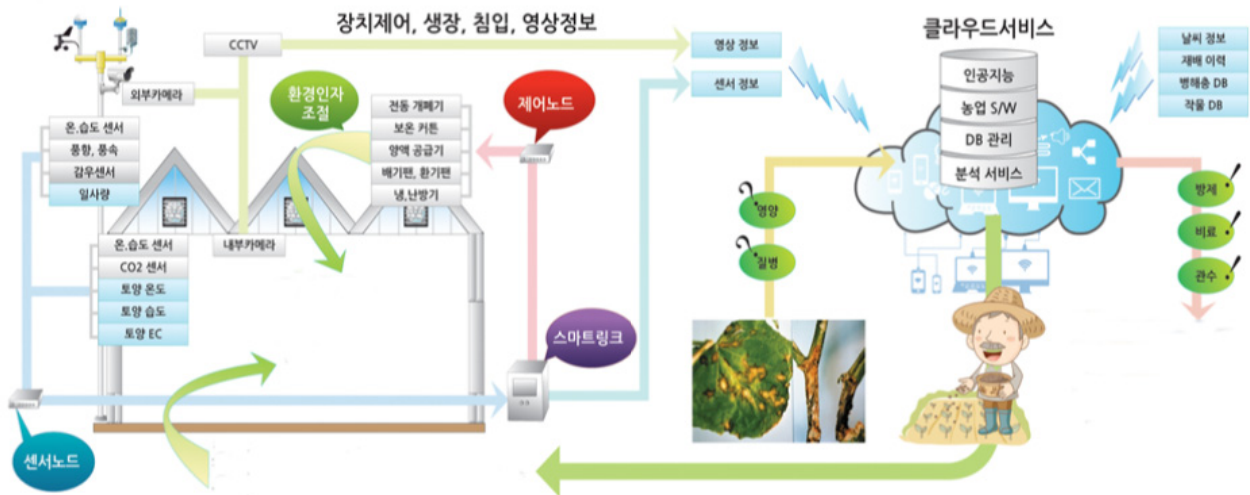 장치제어, 생장, 침입, 영상정보
CCTV
외부카메라
온.습도 센서
풍향, 풍속
감우센서
일사량
환경인자
조절
전동 개폐기
보온 커튼
양액 공급기
배기팬, 환기팬
냉,난방기
제어노드
온.습도 센서
CO2 센서
토양 온도
토양 습도
토양 EC
내부카메라
스마트링크
센서노드
영상 정보
센서 정보
클라우드서비스
인공지능
농업 S/W
DB 관리
분석 서비스
날씨 정보
재배 이력
병해충 DB
작물 DB
?
영양
?
질병
!
방제
!
비료
!
관수